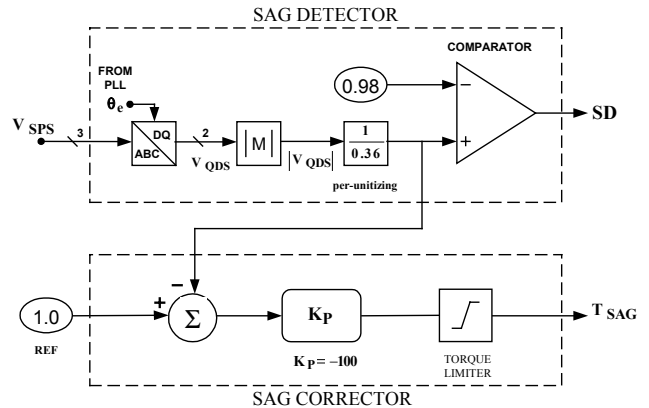 SAG DETECTOR
COMPARATOR
FROM
PLL
θe
0.98
−
V SPS
3
DQ
ABC
2
V QDS
|M|
|V QDS|
1
0.36
+
SD
per-unitizing
−
+
1.0
REF
Σ
KP
K P = −100
TORQUE
LIMITER
T SAG
SAG CORRECTOR